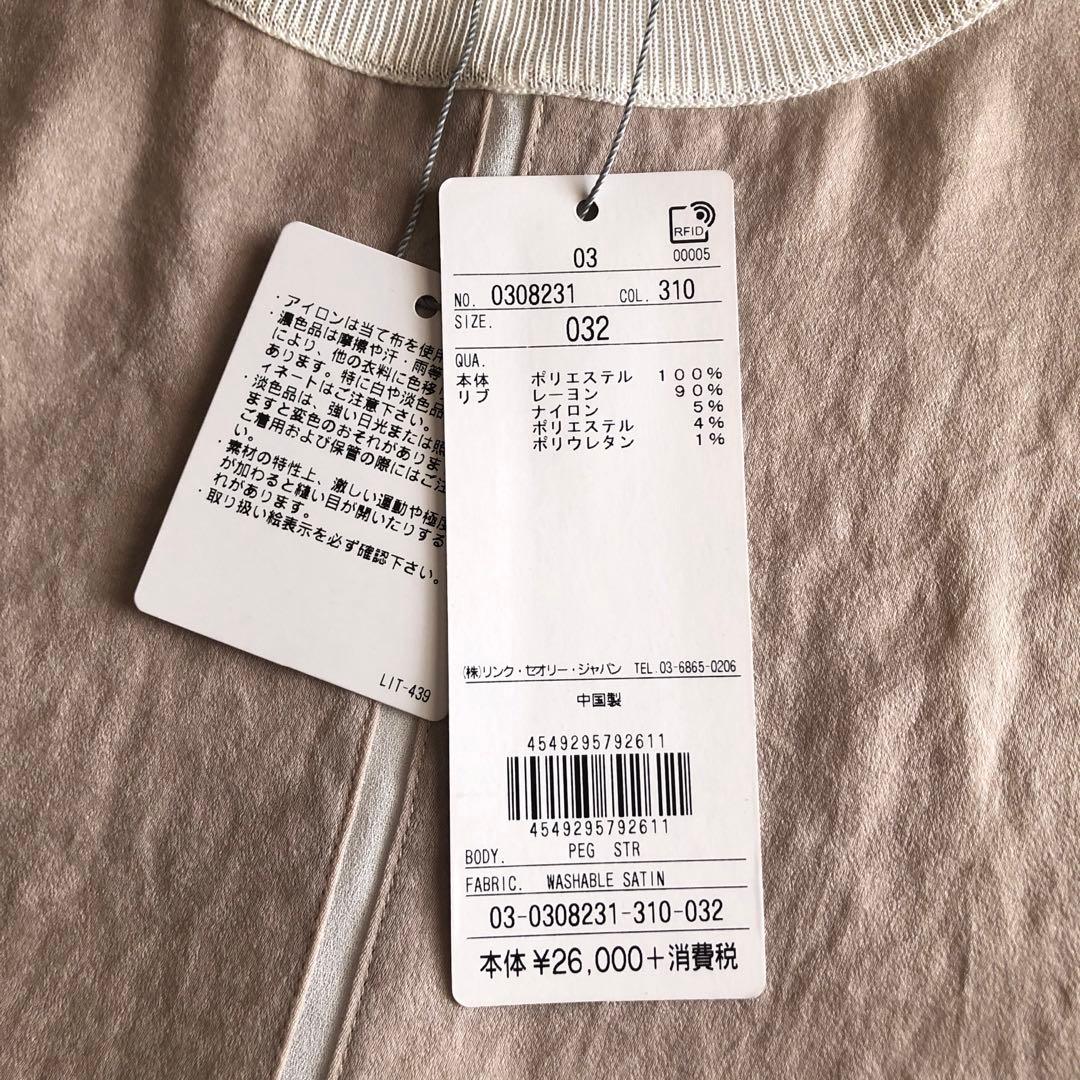 ・アイロンは当て布を使用
・濃色品は摩擦や汗・雨等
により、他の衣料に色移り
あります。特に白や淡色品
ィネートはご注意下さい。
・淡色品は、強い日光または照
ますと変色のおそれがありま
ご着用および保管の際にはご注
い。
・素材の特性上、激しい運動や極度
が加わると縫い目が開いたりする
れがあります。
・取り扱い絵表示を必ず確認下さい。
LIT-439
RFID
03 00005
NO. 0308231 COL. 310
SIZE. 032
QUA.
本体 ポリエステル 100%
リブ レーヨン 90%
ナイロン 5%
ポリエステル 4%
ポリウレタン 1%
(株)リンク・セオリー・ジャパン TEL.03-6865-0206
中国製
4549295792611
4549295792611
BODY. PEG STR
FABRIC. WASHABLE SATIN
03-0308231-310-032
本体¥26,000+消費税